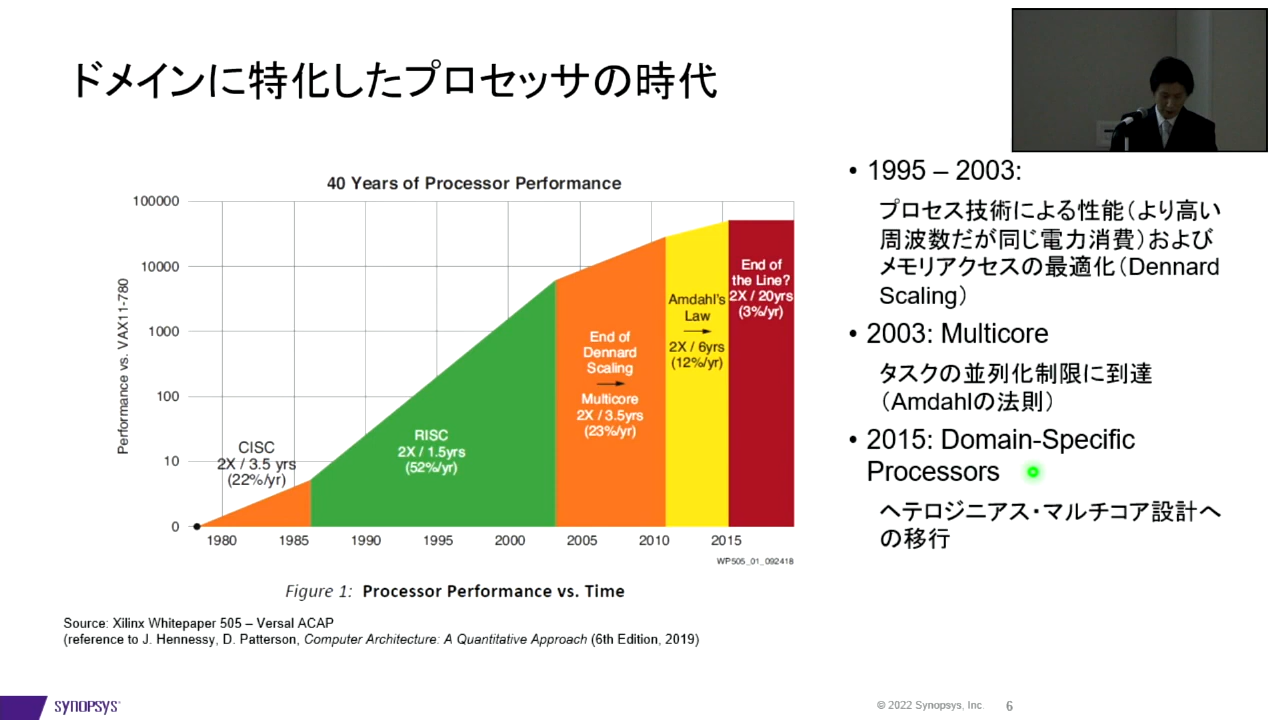 ドメインに特化したプロセッサの時代
40 Years of Processor Performance
Performance vs. VAX11-780
100000
10000
1000
100
10
0
CISC
2X / 3.5 yrs
(22%/yr)
RISC
2X / 1.5yrs
(52%/yr)
End of
Dennard
Scaling
→
Multicore
2X / 3.5yrs
(23%/yr)
Amdahl's
Law
→
2X / 6yrs
(12%/yr)
End of
the Line?
2X / 20yrs
(3%/yr)
1980
1985
1990
1995
2000
2005
2010
2015
WP505_01_092418
Figure 1: Processor Performance vs. Time
Source: Xilinx Whitepaper 505 – Versal ACAP
(reference to J. Hennessy, D. Patterson, Computer Architecture: A Quantitative Approach (6th Edition, 2019)
• 1995 – 2003:
プロセス技術による性能（より高い
周波数だが同じ電力消費）および
メモリアクセスの最適化（Dennard
Scaling）
• 2003: Multicore
タスクの並列化制限に到達
（Amdahlの法則）
• 2015: Domain-Specific
Processors
ヘテロジニアス・マルチコア設計へ
の移行
SYNOPSYS
© 2022 Synopsys, Inc.
6